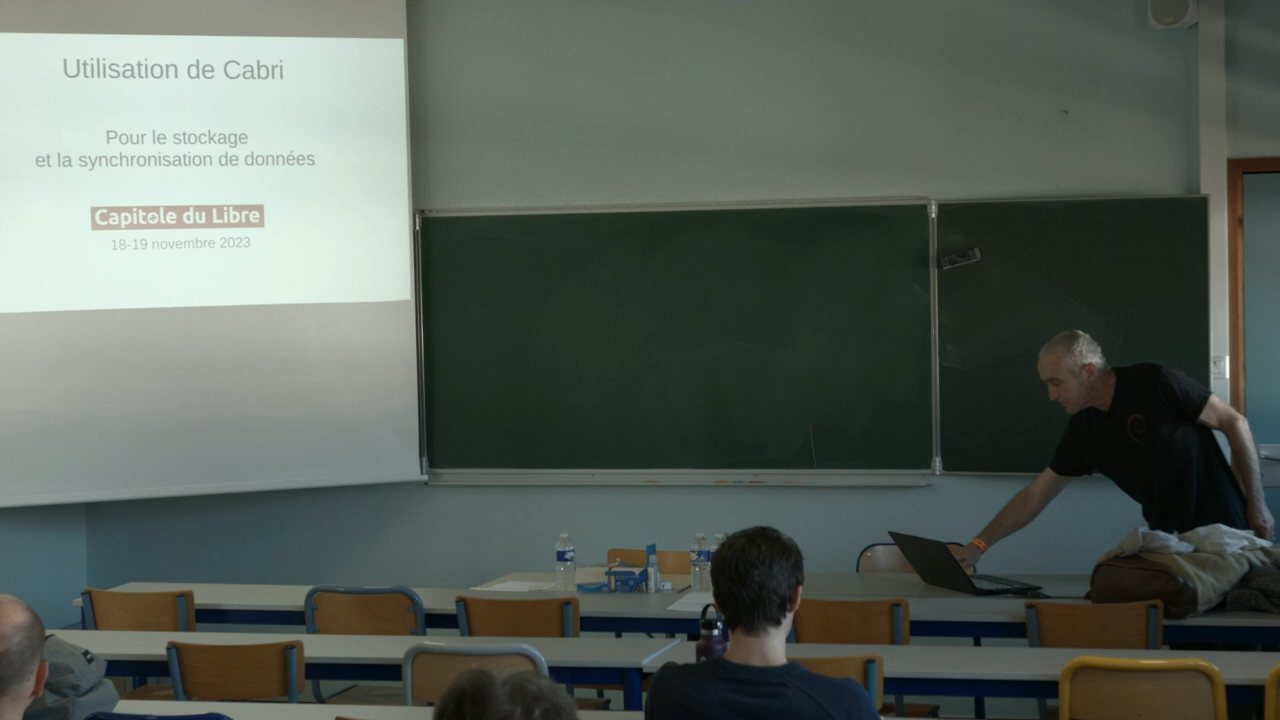 Utilisation de Cabri
Pour le stockage
et la synchronisation de données
Capitole du Libre
18-19 novembre 2023